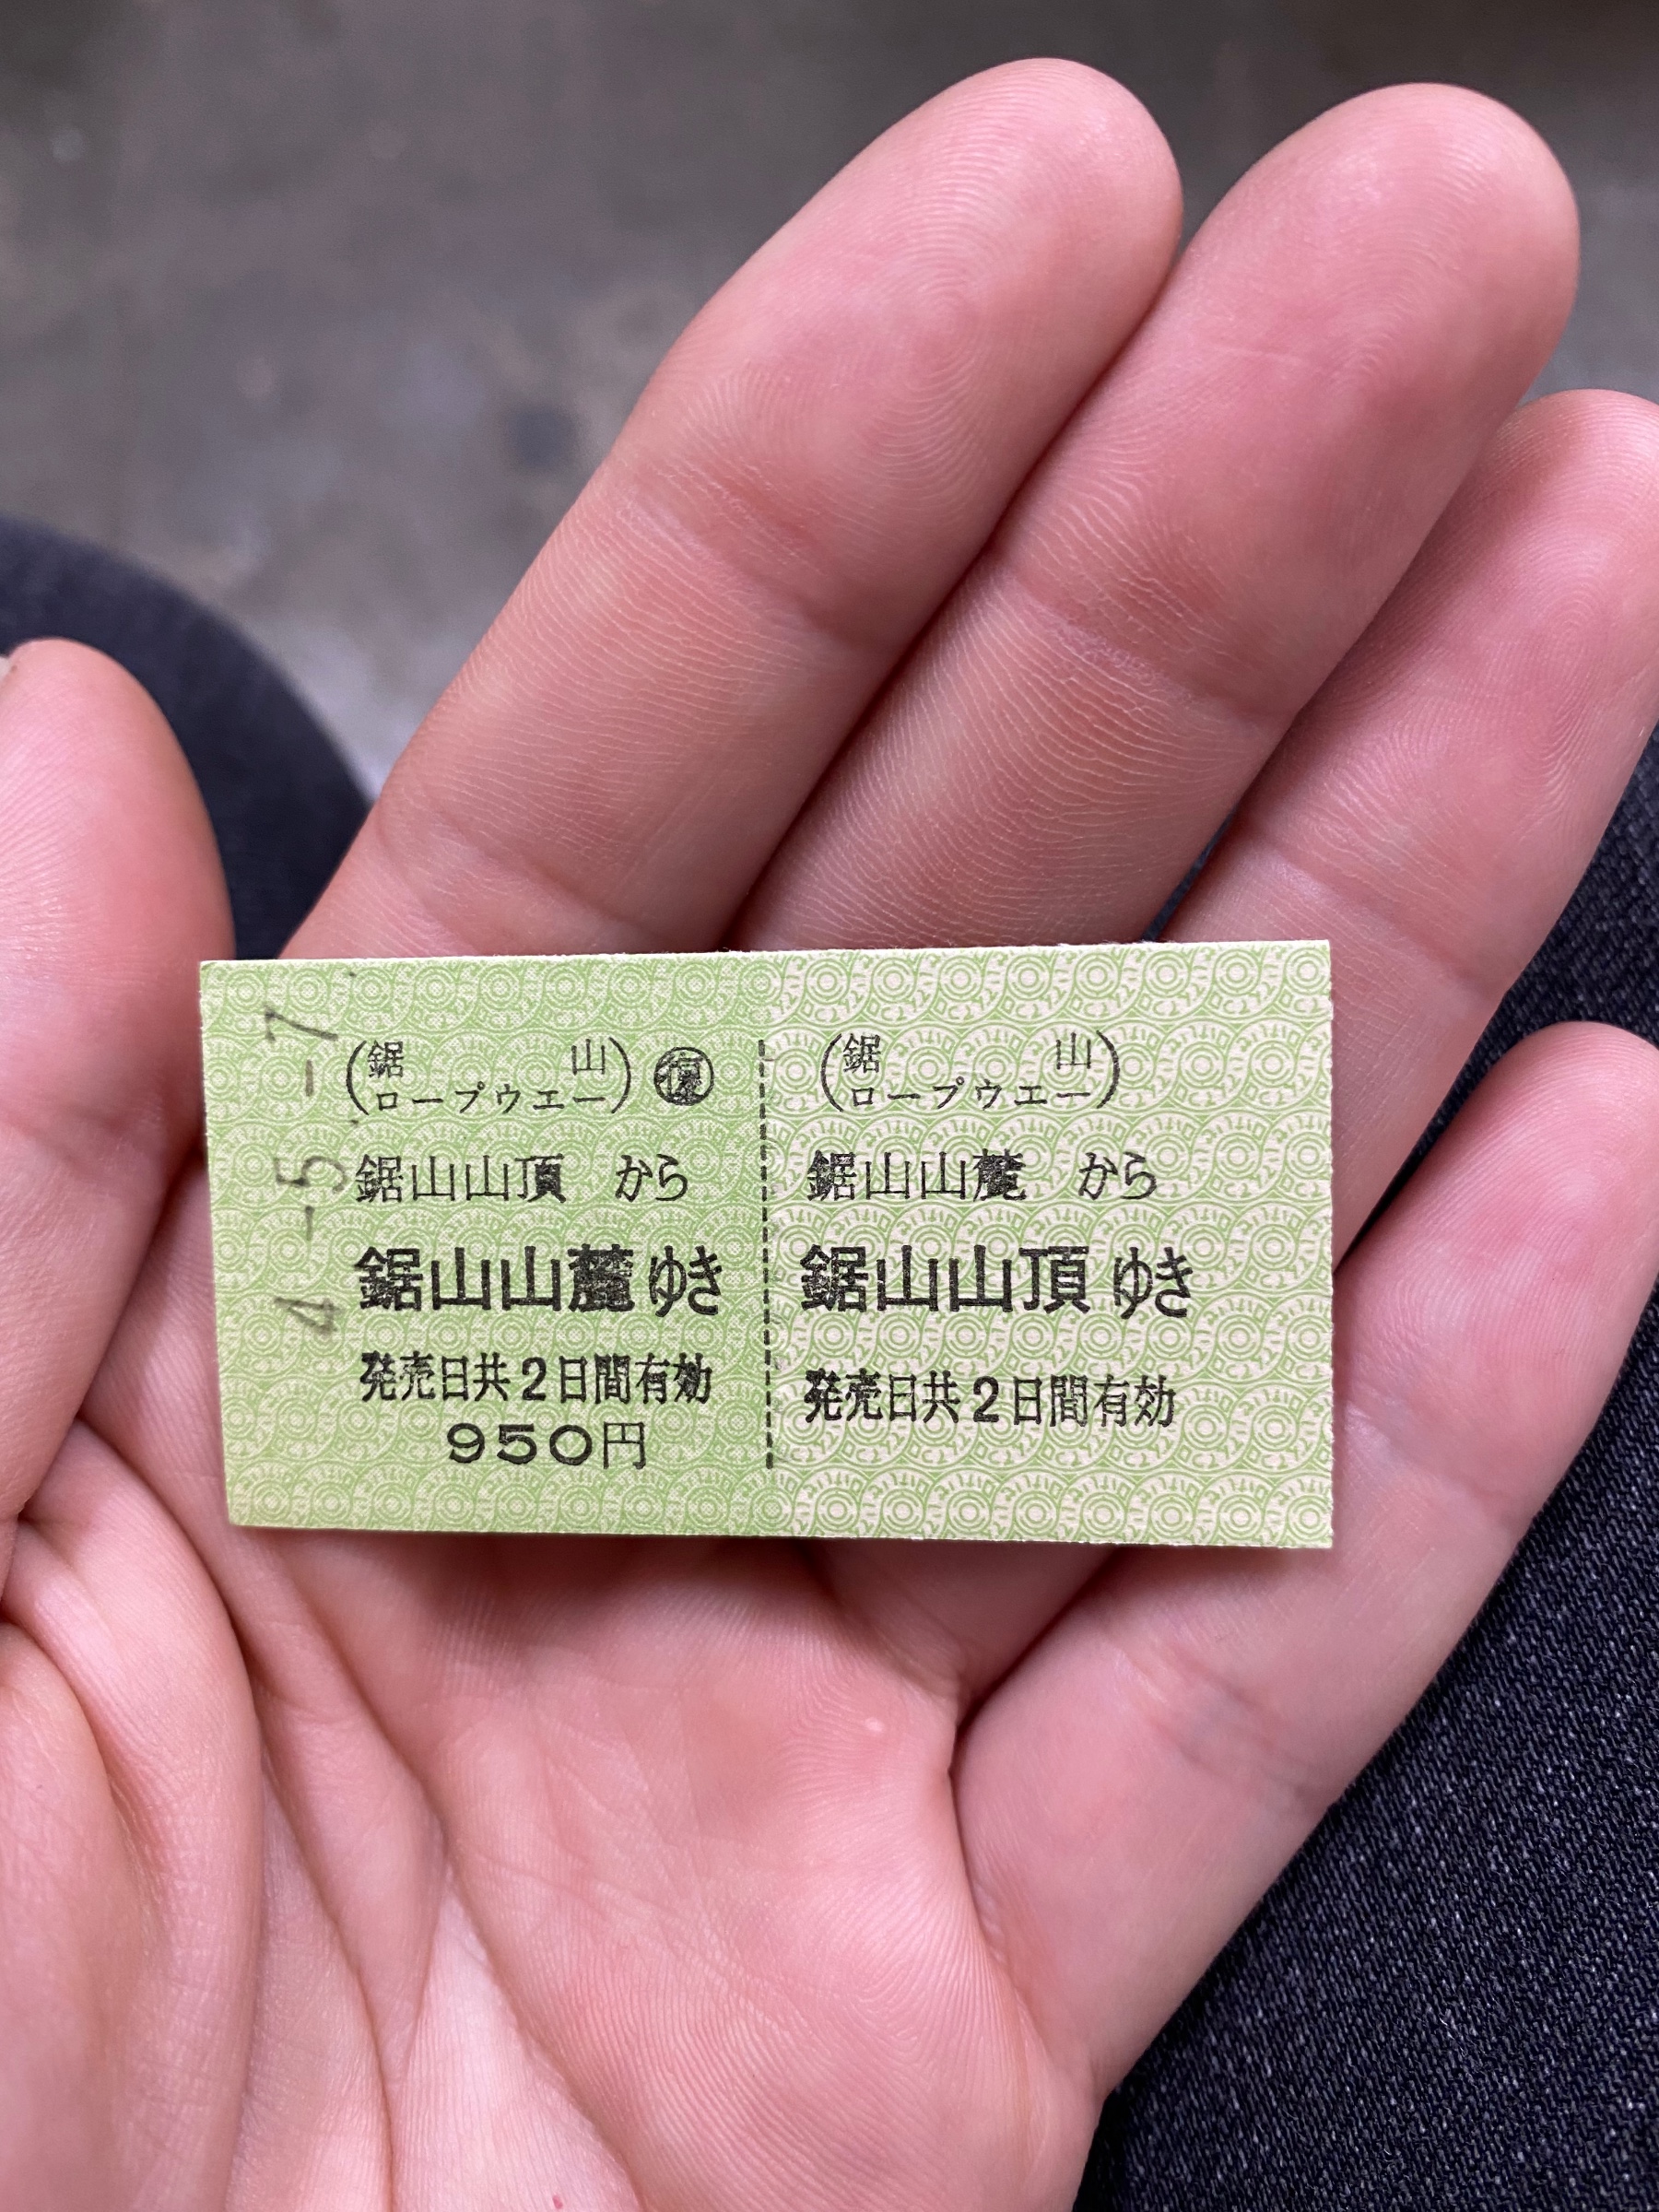 4.-5.-7.
(鋸山ロープウエー) ㊝復
鋸山山頂 から
鋸山山麓ゆき
発売日共2日間有効
950円
(鋸山ロープウエー)
鋸山山麓 から
鋸山山頂ゆき
発売日共2日間有効